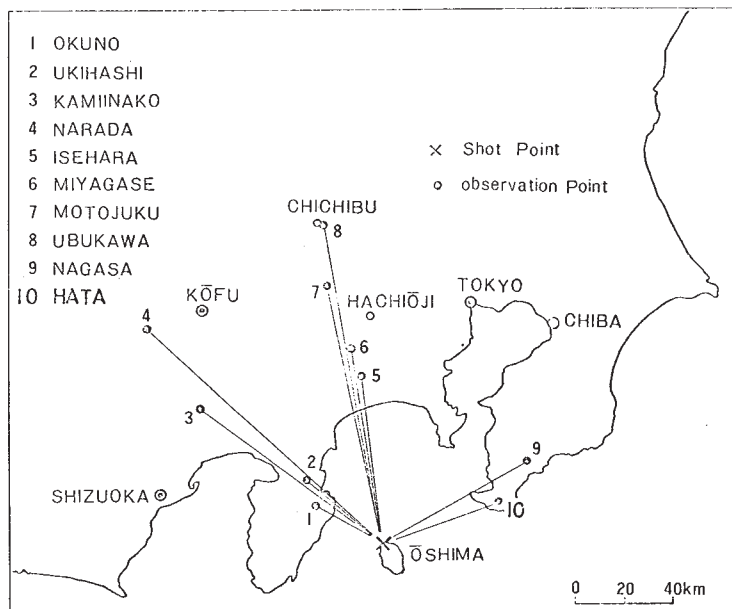 1 OKUNO
2 UKIHASHI
3 KAMIINAKO
4 NARADA
5 ISEHARA
6 MIYAGASE
7 MOTOJUKU
8 UBUKAWA
9 NAGASA
10 HATA
× Shot Point
observation Point
CHICHIBU
8
7
KŌFU
HACHIŌJI
TOKYO
CHIBA
4
6
5
3
9
2
SHIZUOKA
1
10
ŌSHIMA
0 20 40km